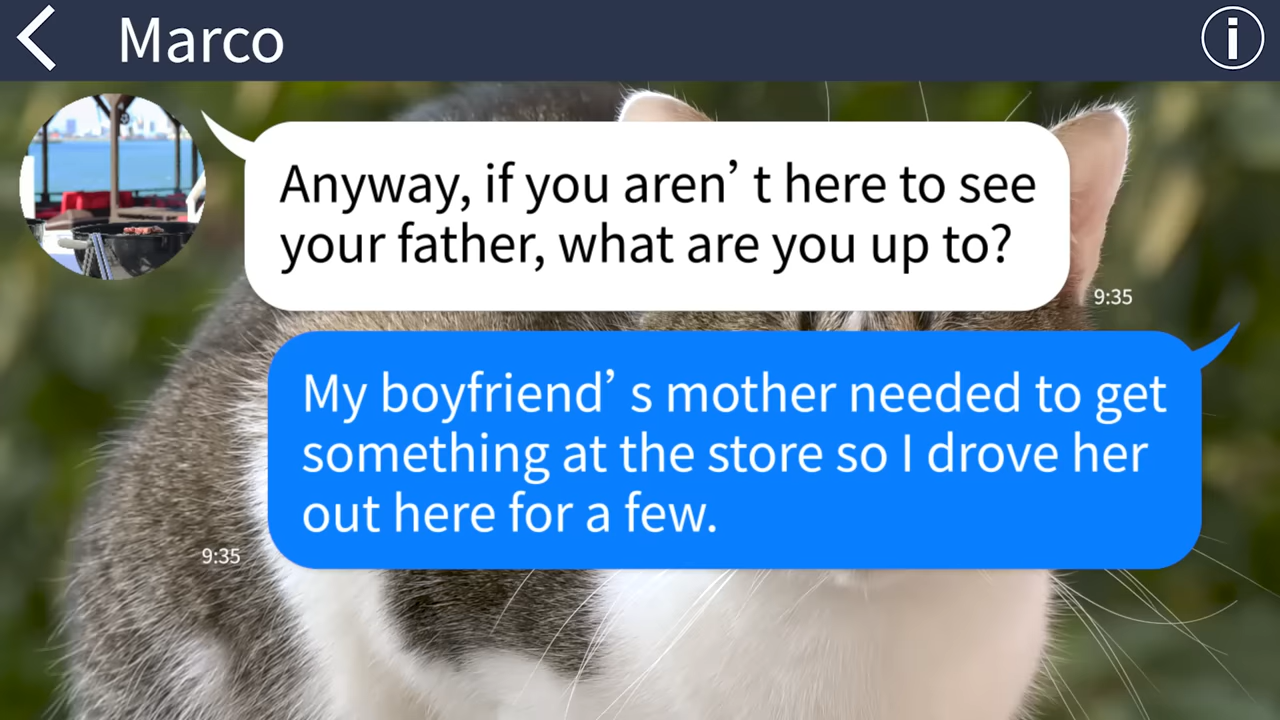 Marco
Anyway, if you aren’t here to see
your father, what are you up to?
9:35
My boyfriend’s mother needed to get
something at the store so I drove her
out here for a few.
9:35